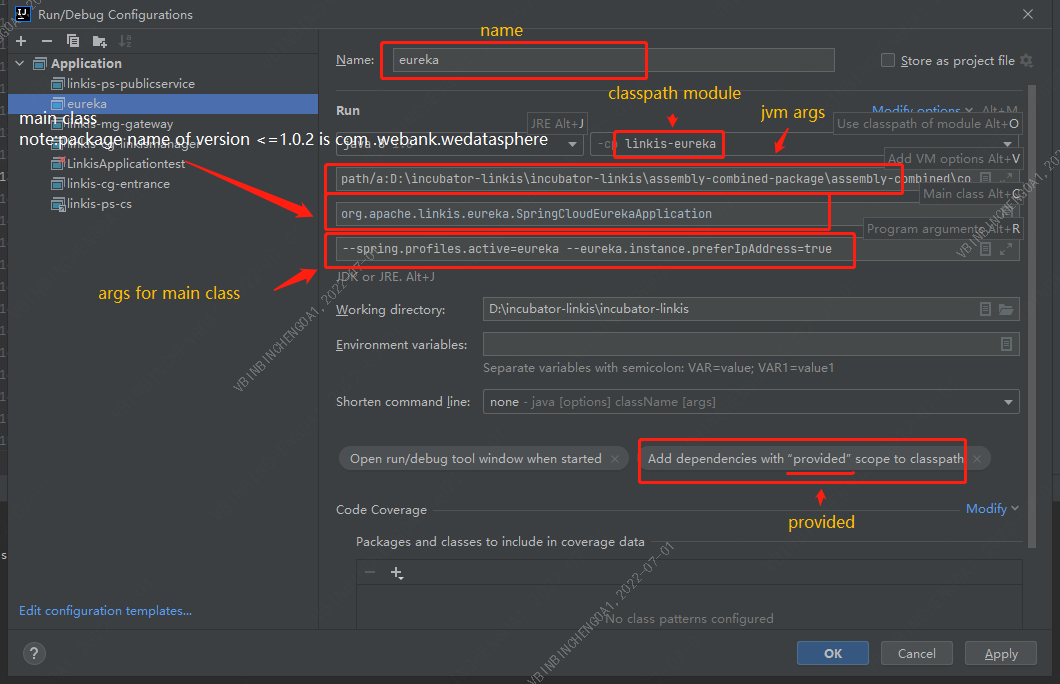 Run/Debug Configurations
name
Name:
eureka
Store as project file
Application
linkis-ps-publicservice
eureka
linkis-mg-gateway
linkis-cg-linkismanager
LinkisApplicationtest
linkis-cg-entrance
linkis-ps-cs
main class
note:package name of version <=1.0.2 is com. webank.wedatasphere
classpath module
jvm args
Run
Modify options
Alt+M
JRE Alt+J
Use classpath of module Alt+O
-cp linkis-eureka
Add VM options Alt+V
path/a:D:\incubator-linkis\incubator-linkis\assembly-combined-package\assembly-combined\co
Main class Alt+C
org.apache.linkis.eureka.SpringCloudEurekaApplication
Program arguments Alt+R
--spring.profiles.active=eureka --eureka.instance.preferIpAddress=true
JDK or JRE. Alt+J
args for main class
Working directory:
D:\incubator-linkis\incubator-linkis
Environment variables:
Separate variables with semicolon: VAR=value; VAR1=value1
Shorten command line:
none - java [options] className [args]
Open run/debug tool window when started
Add dependencies with “provided” scope to classpath
provided
Code Coverage
Modify
Packages and classes to include in coverage data
No class patterns configured
Edit configuration templates...
?
OK
Cancel
Apply
VBINBINCHENGOA1, 2022-07-01
VBINBINCHENGOA1, 2022-07-01